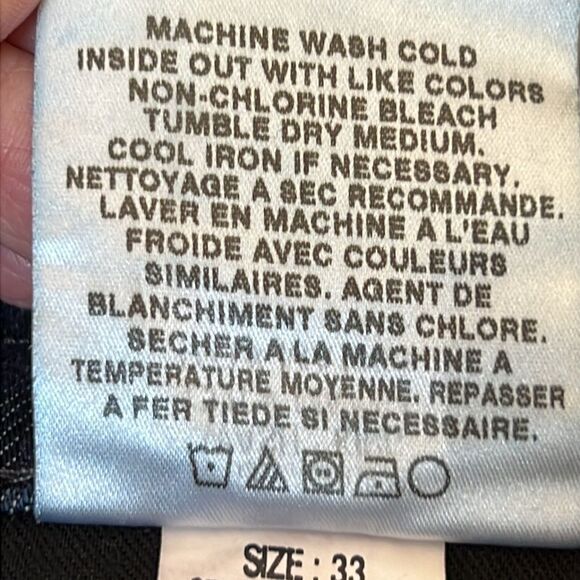 MACHINE WASH COLD
INSIDE OUT WITH LIKE COLORS
NON-CHLORINE BLEACH
TUMBLE DRY MEDIUM.
COOL IRON IF NECESSARY.
NETTOYAGE A SEC RECOMMANDE.
LAVER EN MACHINE A L'EAU
FROIDE AVEC COULEURS
SIMILAIRES. AGENT DE
BLANCHIMENT SANS CHLORE.
SECHER A LA MACHINE A
TEMPERATURE MOYENNE. REPASSER
A FER TIEDE SI NECESSAIRE.
SIZE : 33